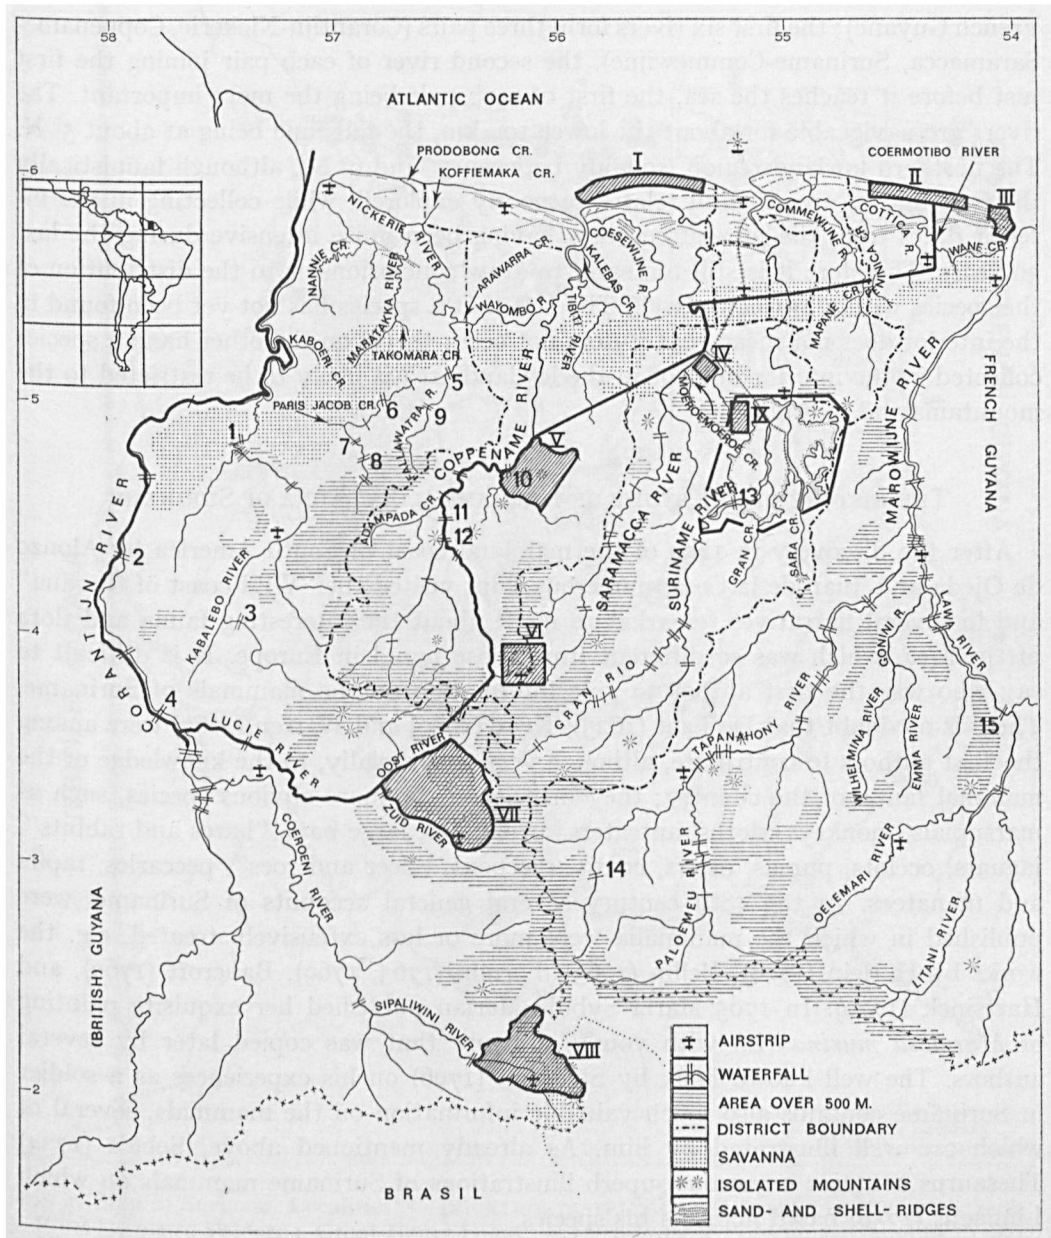 58
57
56
55
54
ATLANTIC OCEAN
PRODOBONG CR.
KOFFIEMAKA CR.
COERMOTIBO RIVER
I
II
III
6
NICKERIE RIVER
NANNIE CR.
MARATAKKA RIVER
ARAWARRA CR.
COESEWIJNE
KALEBAS CR.
TIBITI RIVER
COMMEWIJNE R.
COTTICA R.
WANE CR.
MAPANE CR.
WAYOMBO R.
KABOERI CR.
TAKOMARA CR.
5
PARIS JACOB CR.
6
5
9
7
8
1
COPPENAME RIVER
IV
V
IX
10
13
MAROWIJNE RIVER
FRENCH GUYANA
SARAMACCA RIVER
SURINAME RIVER
GRAN CR.
SARA CR.
11
12
CORANTIJN RIVER
2
KABALEBO RIVER
3
4
VI
GRAN RIO
4
LUCIE RIVER
OOST RIVER
ZUID RIVER
VII
TAPANAHONI RIVER
GONINI RIVER
LAWA RIVER
WILHELMINA RIVER
EMMA RIVER
15
3
COEROENI RIVER
14
PALOEMEU RIVER
OELEMARI RIVER
LITANI RIVER
(BRITISH) GUYANA
SIPALIWINI RIVER
VIII
2
BRASIL
AIRSTRIP
WATERFALL
AREA OVER 500 M.
DISTRICT BOUNDARY
SAVANNA
ISOLATED MOUNTAINS
SAND- AND SHELL-RIDGES